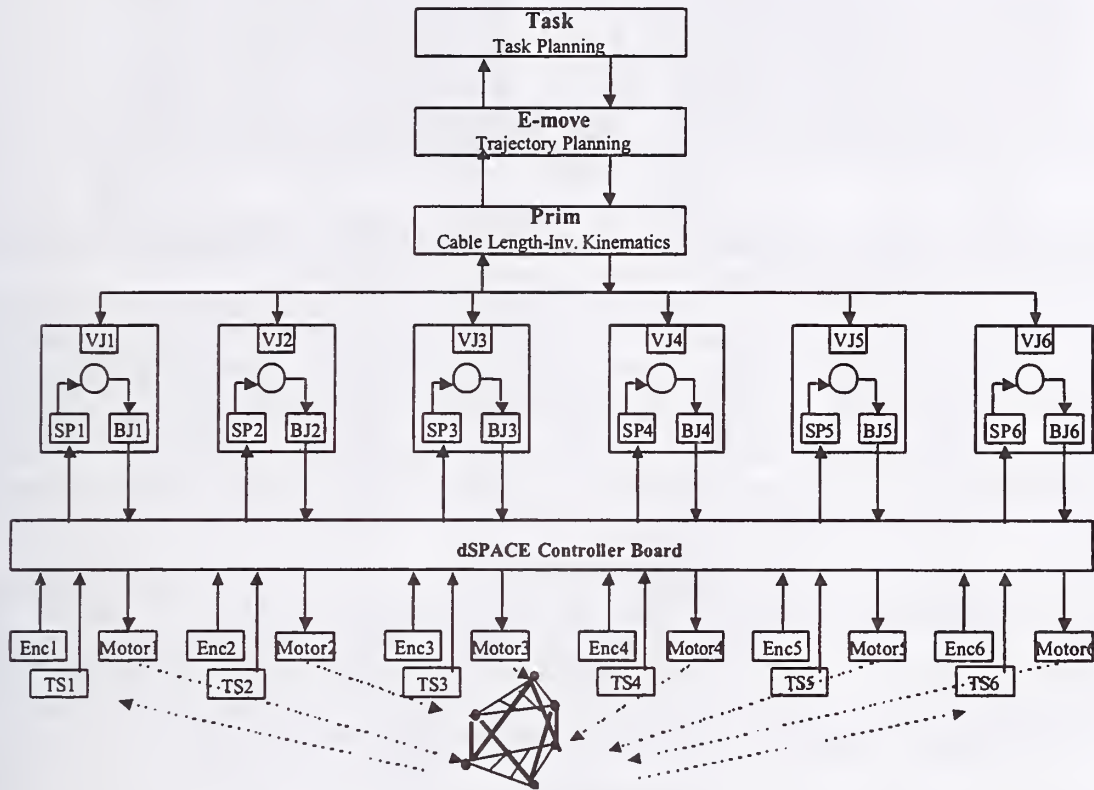 Task
Task Planning
E-move
Trajectory Planning
Prim
Cable Length-Inv. Kinematics
VJ1 VJ2 VJ3 VJ4 VJ5 VJ6
SP1 BJ1 SP2 BJ2 SP3 BJ3 SP4 BJ4 SP5 BJ5 SP6 BJ6
dSPACE Controller Board
Enc1 Motor1 Enc2 Motor2 Enc3 Motor3 Enc4 Motor4 Enc5 Motor5 Enc6 Motor6
TS1 TS2 TS3 TS4 TS5 TS6